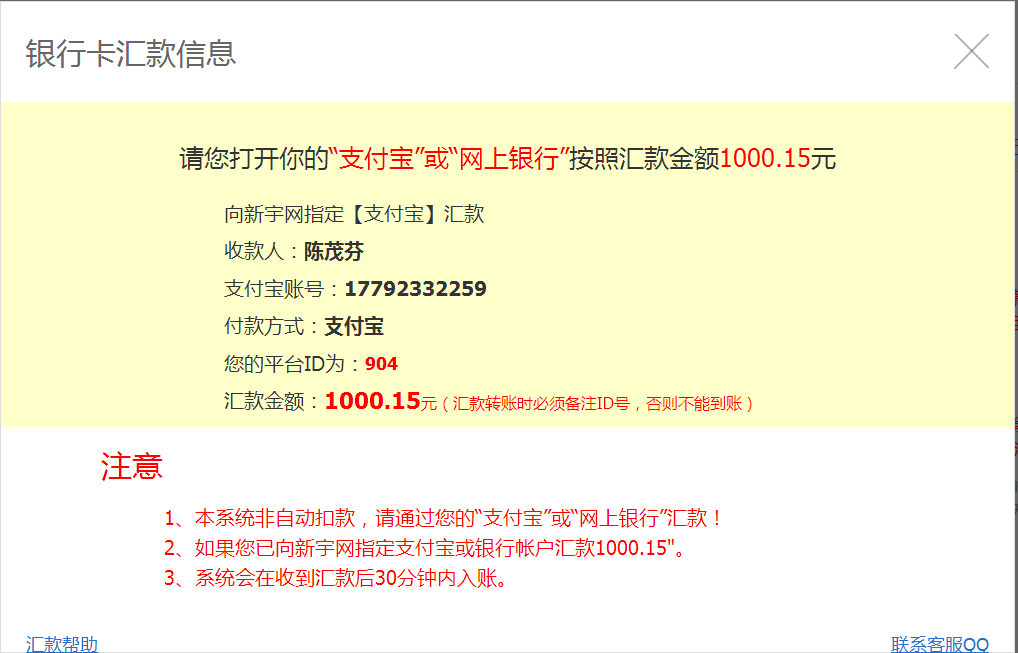 银行卡汇款信息
请您打开你的“支付宝”或“网上银行”按照汇款金额1000.15元
向新宇网指定【支付宝】汇款
收款人：陈茂芬
支付宝账号：17792332259
付款方式：支付宝
您的平台ID为：904
汇款金额：1000.15元（汇款转账时必须备注ID号，否则不能到账）
注意
1、本系统非自动扣款，请通过您的“支付宝”或“网上银行”汇款！
2、如果您已向新宇网指定支付宝或银行帐户汇款1000.15"。
3、系统会在收到汇款后30分钟内入账。
汇款帮助
联系客服QQ